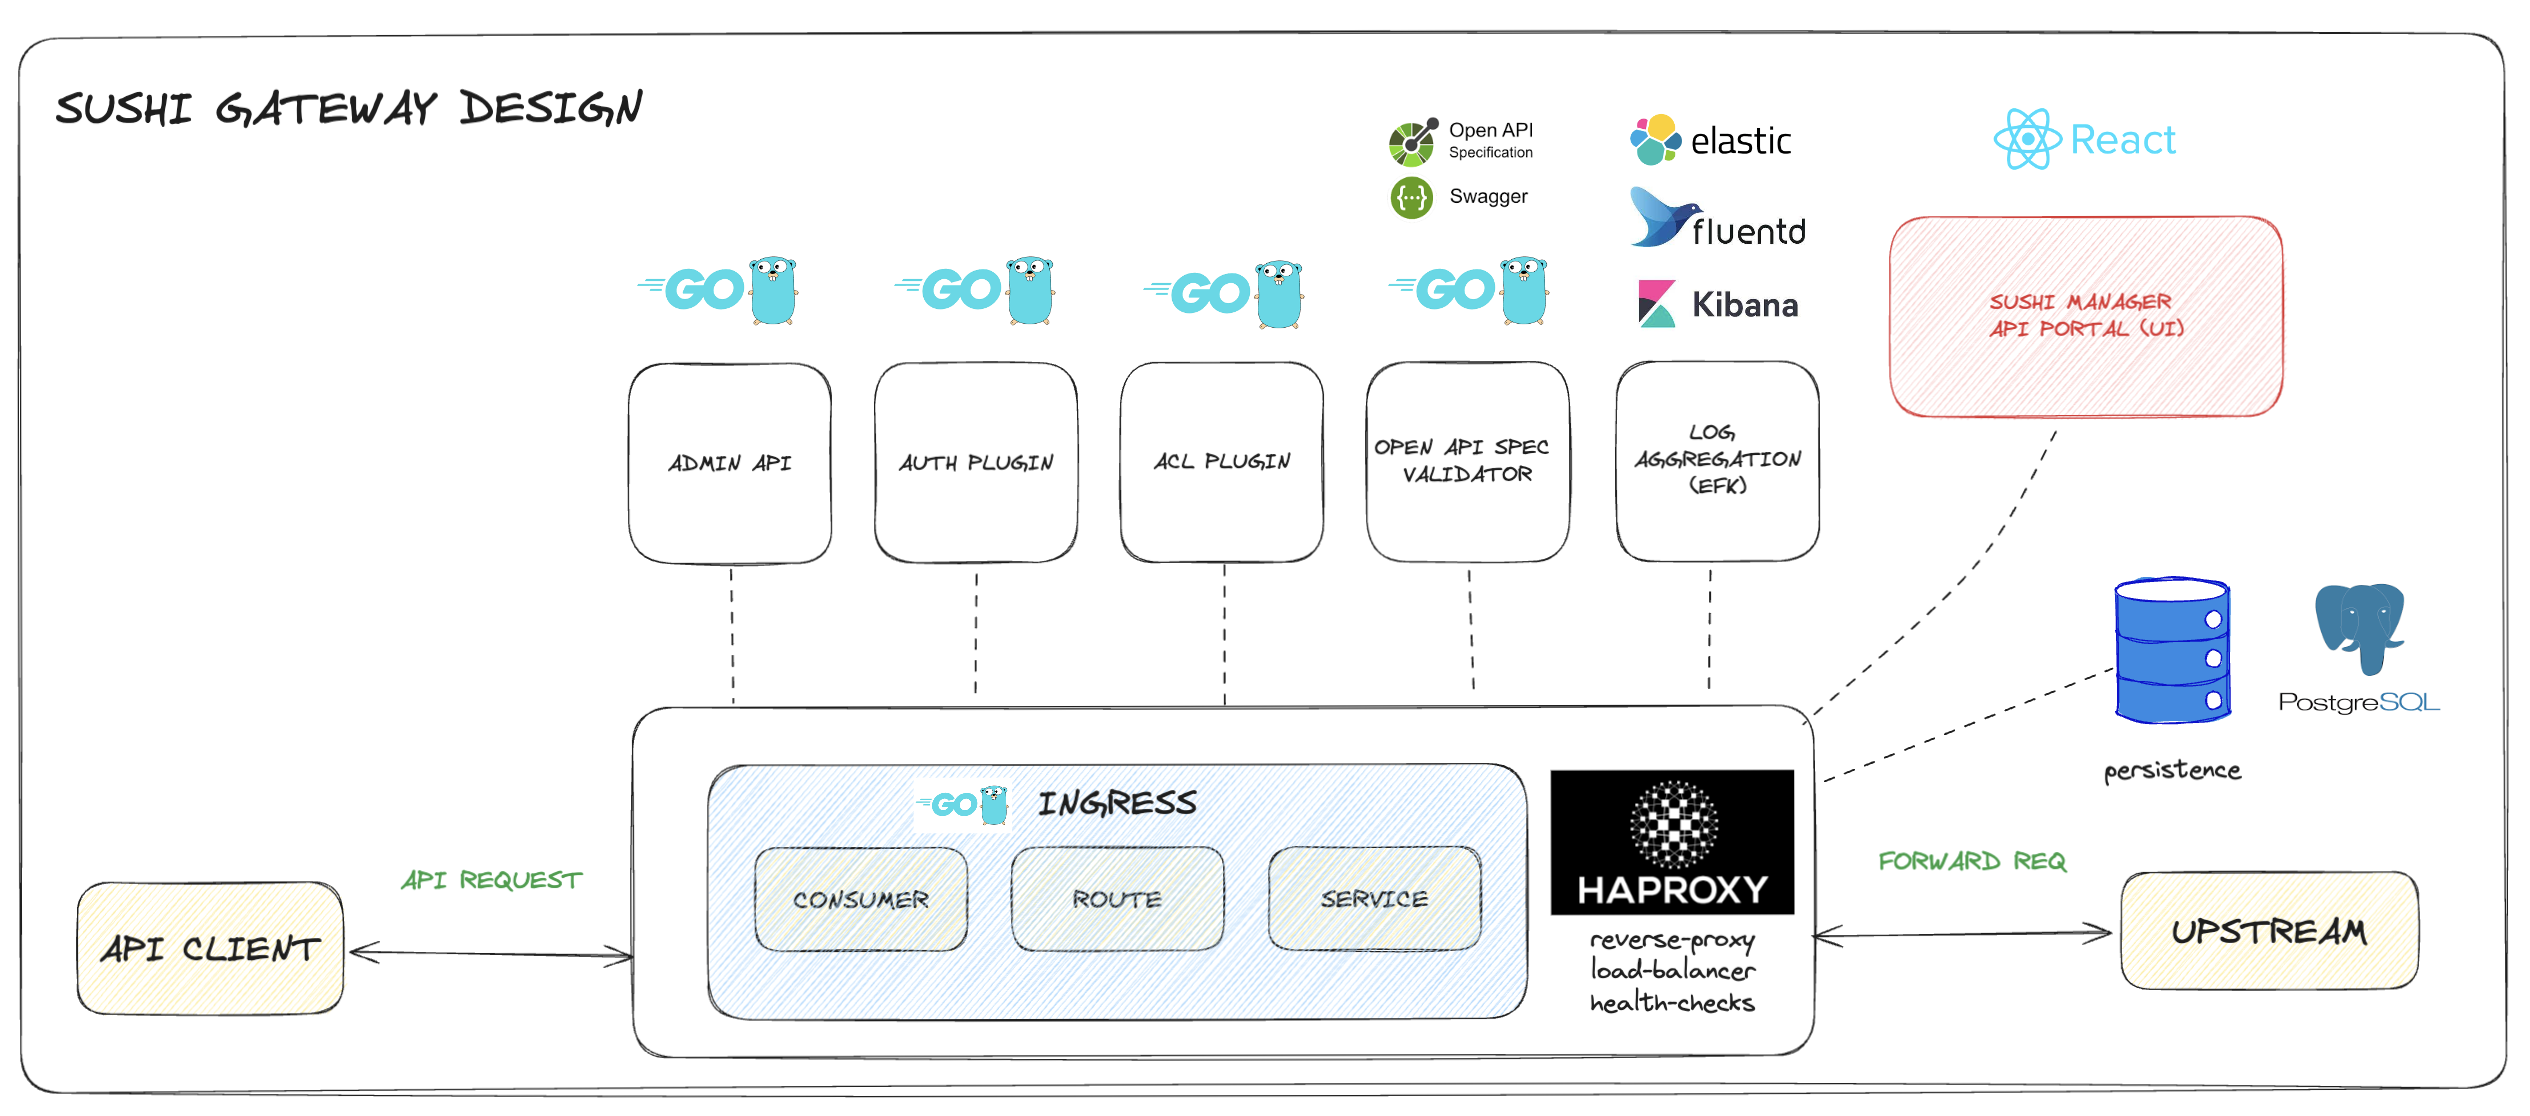 SUSHI GATEWAY DESIGN
Open API
Specification
Swagger
elastic
fluentd
Kibana
React
GO
GO
GO
GO
SUSHI MANAGER
API PORTAL (UI)
ADMIN API
AUTH PLUGIN
ACL PLUGIN
OPEN API SPEC
VALIDATOR
LOG
AGGREGATION
(EFK)
PostgreSQL
persistence
GO
INGRESS
CONSUMER
ROUTE
SERVICE
HAPROXY
reverse-proxy
load-balancer
health-checks
API REQUEST
API CLIENT
FORWARD REQ
UPSTREAM